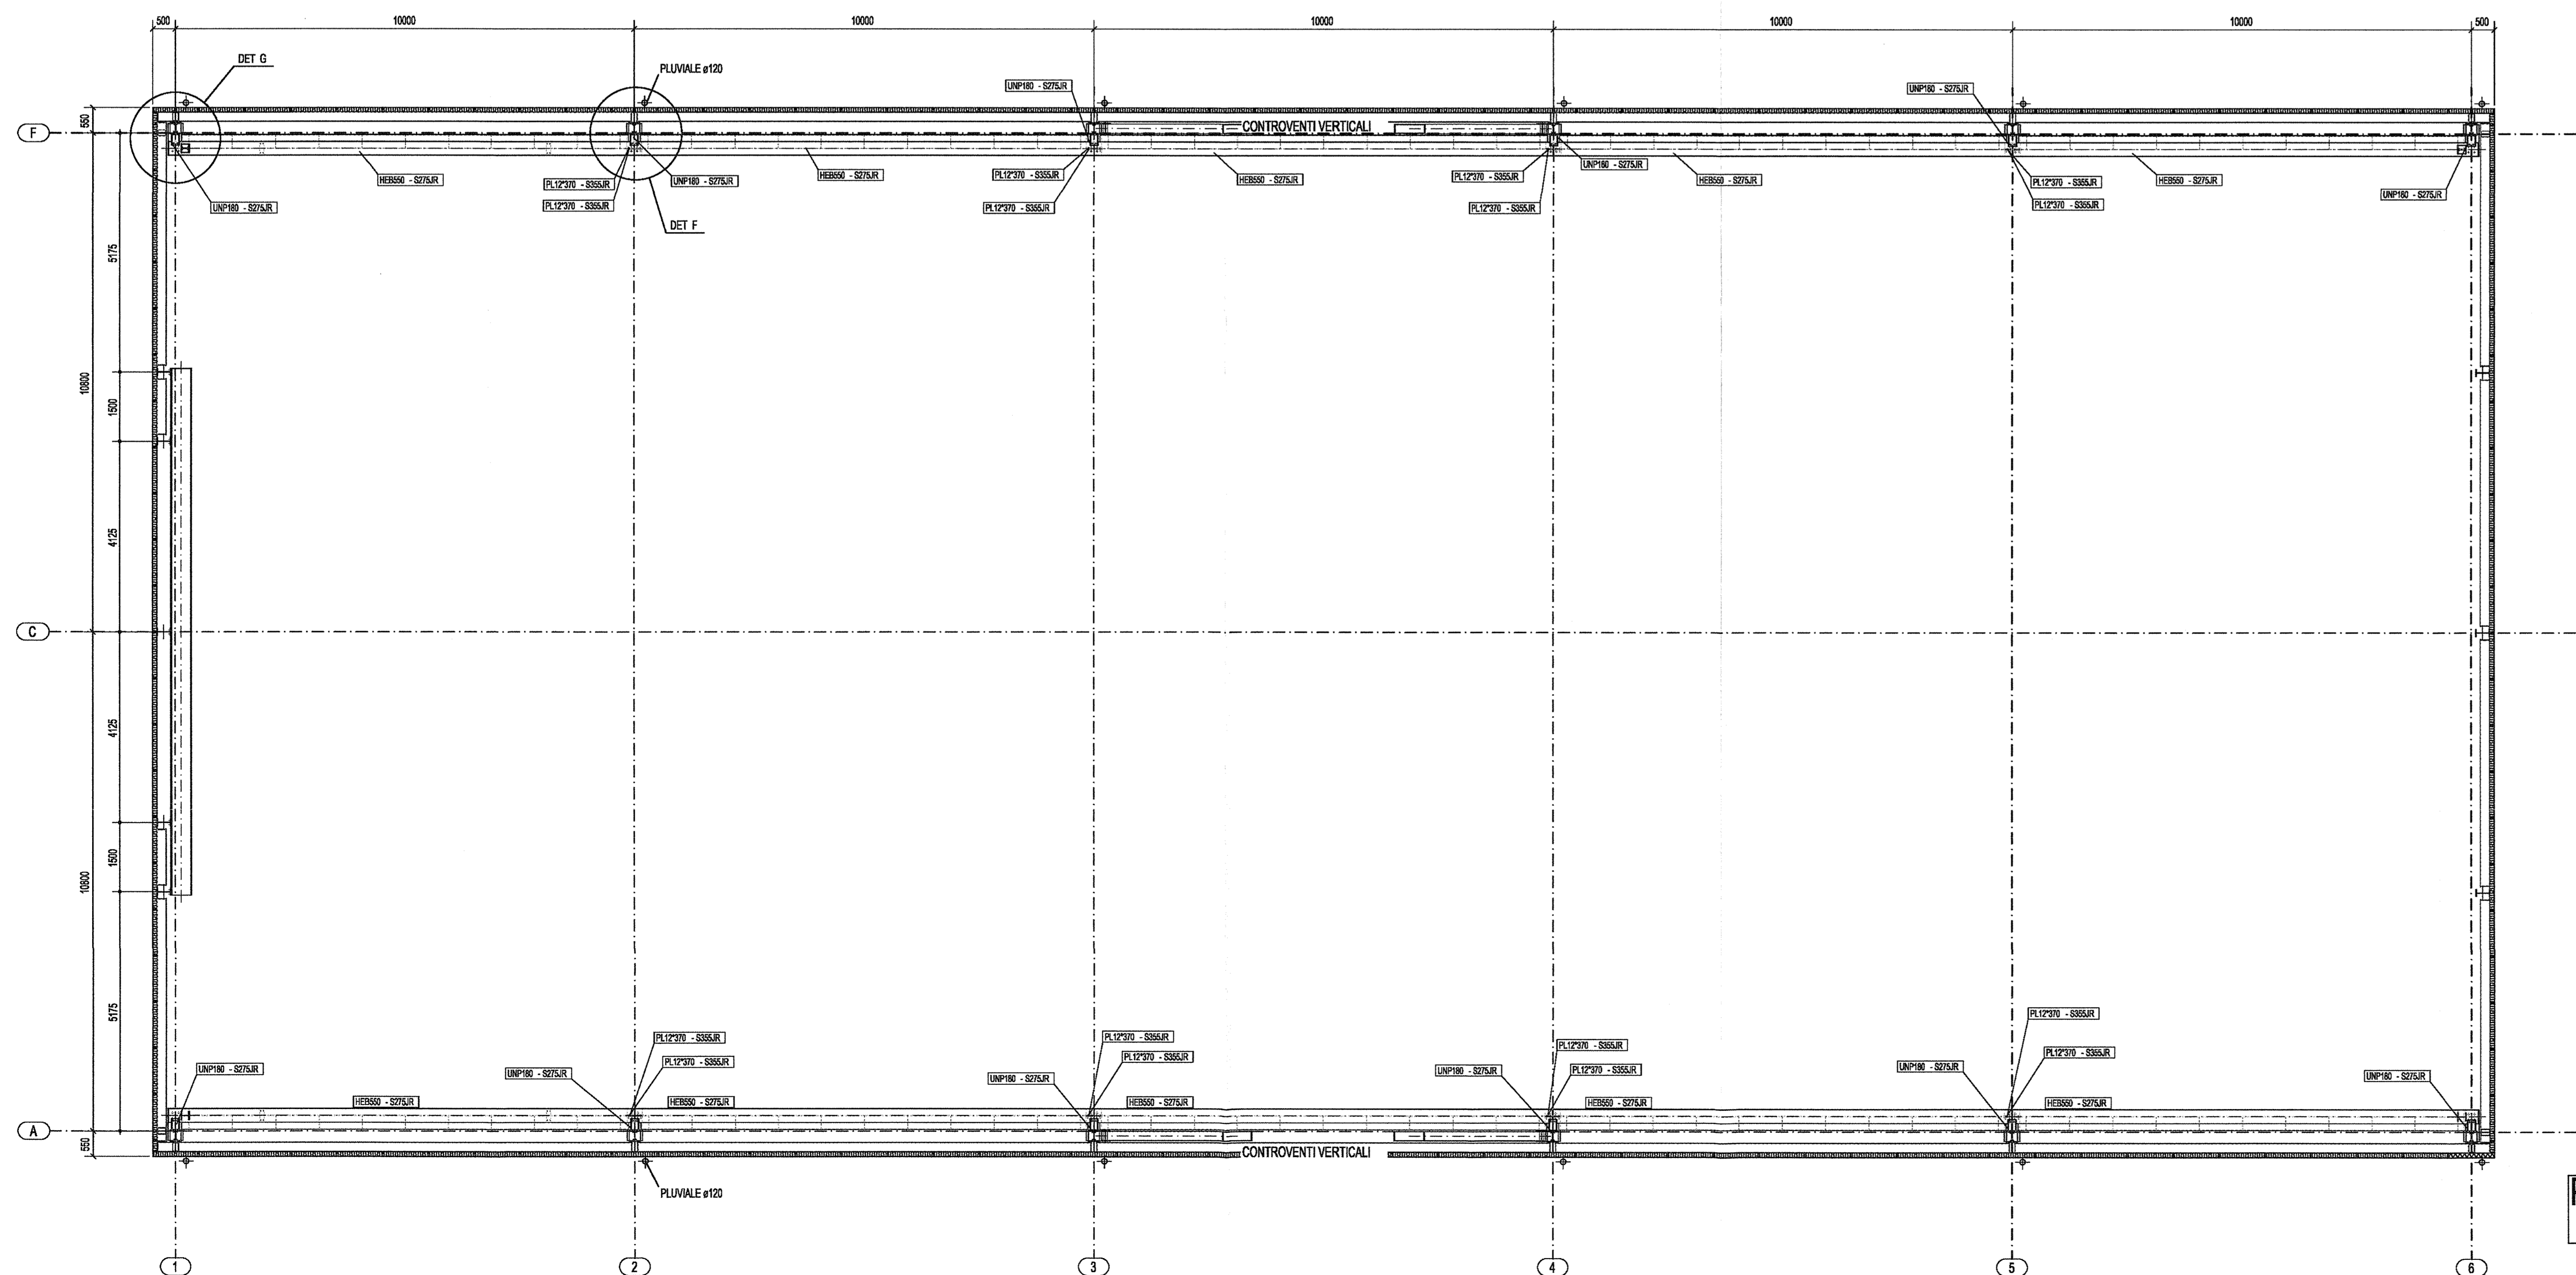 500
10000
10000
10000
10000
10000
500
DET G
PLUVIALE ø120
UNP180 - S275JR
UNP180 - S275JR
550
F
CONTROVENTI VERTICALI
HEB550 - S275JR
PL12*370 - S355JR
UNP180 - S275JR
HEB550 - S275JR
PL12*370 - S355JR
HEB550 - S275JR
PL12*370 - S355JR
UNP180 - S275JR
HEB550 - S275JR
PL12*370 - S355JR
HEB550 - S275JR
UNP180 - S275JR
UNP180 - S275JR
PL12*370 - S355JR
PL12*370 - S355JR
PL12*370 - S355JR
PL12*370 - S355JR
DET F
5175
10800
1500
4125
C
4125
1500
10800
5175
PL12*370 - S355JR
PL12*370 - S355JR
PL12*370 - S355JR
PL12*370 - S355JR
UNP180 - S275JR
UNP180 - S275JR
PL12*370 - S355JR
UNP180 - S275JR
PL12*370 - S355JR
UNP180 - S275JR
PL12*370 - S355JR
UNP180 - S275JR
PL12*370 - S355JR
UNP180 - S275JR
HEB550 - S275JR
HEB550 - S275JR
HEB550 - S275JR
HEB550 - S275JR
HEB550 - S275JR
A
550
CONTROVENTI VERTICALI
PLUVIALE ø120
1
2
3
4
5
6